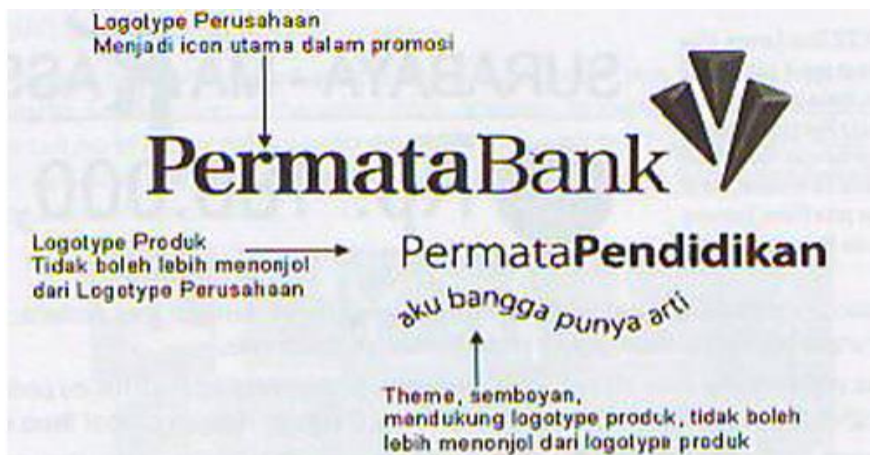 Logotype Perusahaan
Menjadi icon utama dalam promosi
PermataBank
Logotype Produk
Tidak boleh lebih menonjol
dari Logotype Perusahaan
PermataPendidikan
aku bangga punya arti
Theme, semboyan,
mendukung logotype produk, tidak boleh
lebih menonjol dari logotype produk